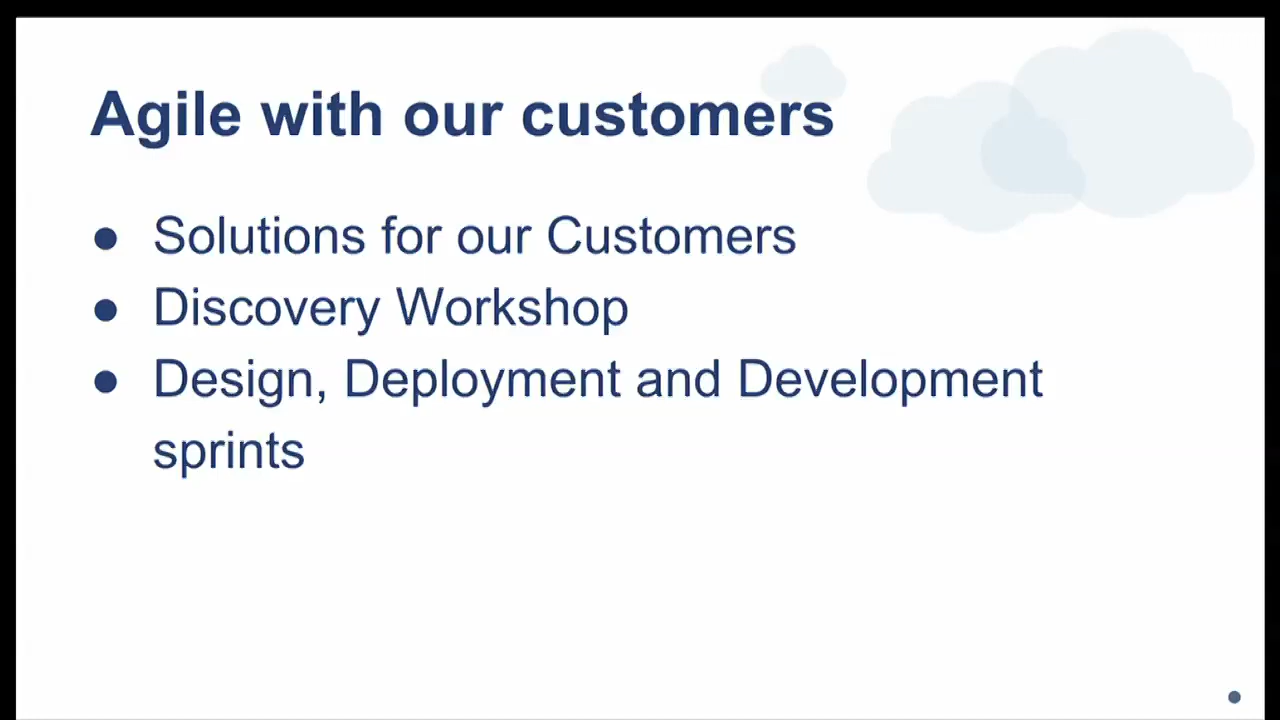 Agile with our customers
● Solutions for our Customers
● Discovery Workshop
● Design, Deployment and Development
sprints